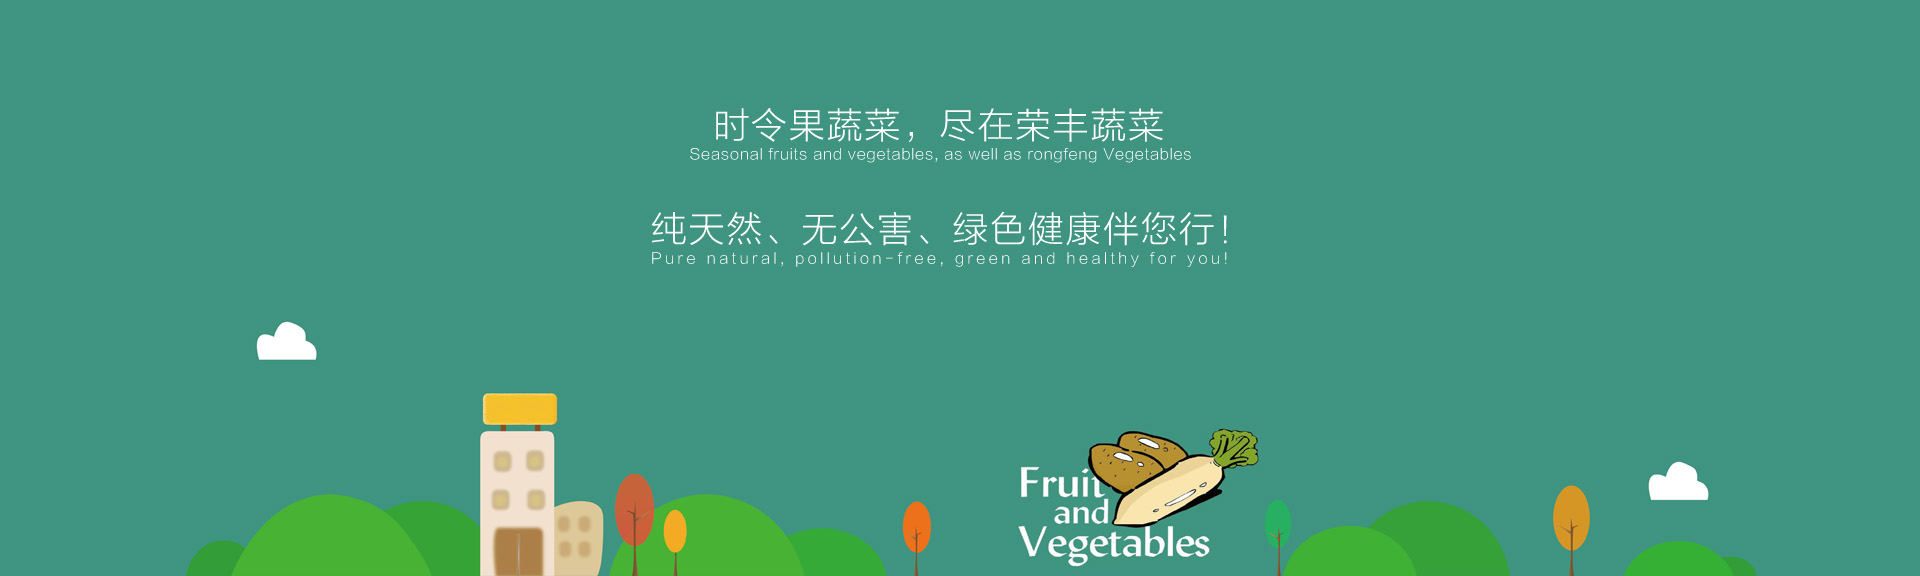 时令果蔬菜，尽在荣丰蔬菜
Seasonal fruits and vegetables, as well as rongfeng Vegetables
纯天然、无公害、绿色健康伴您行！
Pure natural, pollution-free, green and healthy for you!
Fruit
and
Vegetables